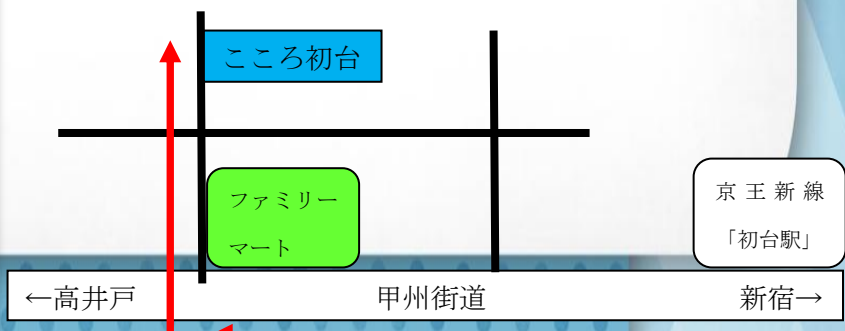 こころ初台
ファミリー
マート
京王新線
「初台駅」
←高井戸 甲州街道 新宿→